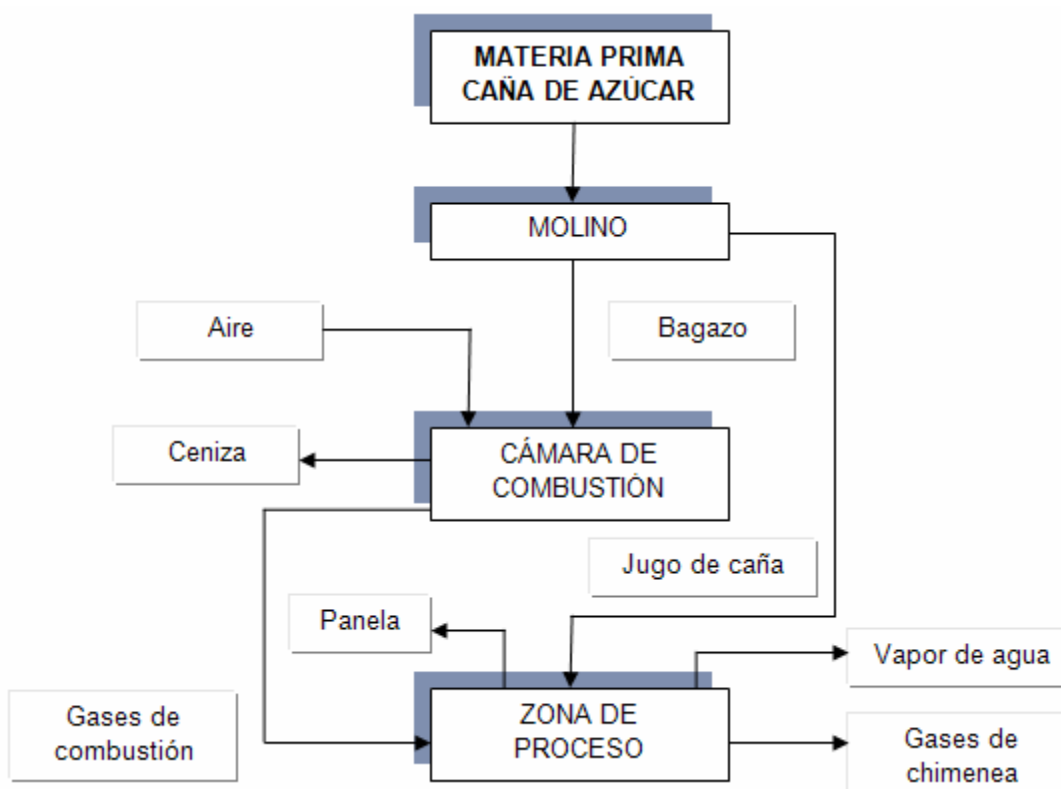 MATERIA PRIMA
CAÑA DE AZÚCAR
MOLINO
Aire
Bagazo
Ceniza
CÁMARA DE
COMBUSTIÓN
Jugo de caña
Panela
Vapor de agua
Gases de
combustión
ZONA DE
PROCESO
Gases de
chimenea